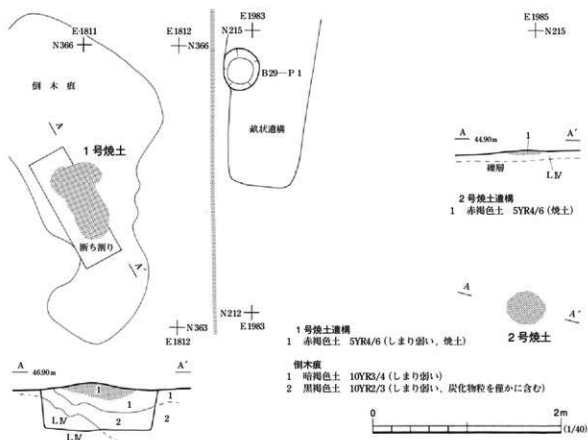 E1811
N366
E1812
N366
E1983
N215
E1985
N215
倒木痕
B29—P1
A
1号焼土
畝状遺構
断ち割り
A'
A 44.90m 1 A'
礫層 LⅣ
2号焼土遺構
1 赤褐色土 5YR4/6 (焼土)
A
A'
2号焼土
N363
E1812
N212
E1983
1号焼土遺構
1 赤褐色土 5YR4/6 (しまり弱い, 焼土)
倒木痕
1 暗褐色土 10YR3/4 (しまり弱い)
2 黒褐色土 10YR2/3 (しまり弱い, 炭化物粒を僅かに含む)
A 46.90m A'
1
1
1
2
2
LⅣ
LⅣ
0 2m
(1/40)